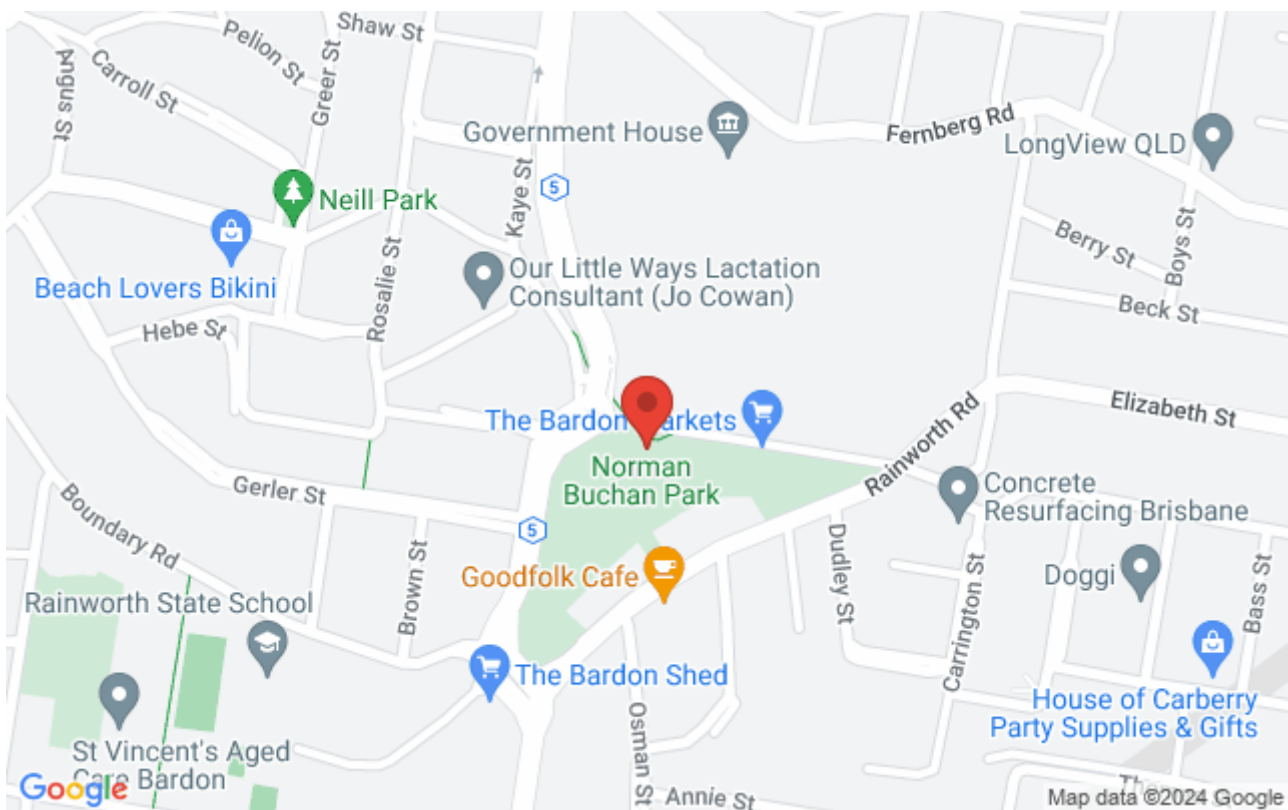 Shaw St
Pelion St
Carroll St
Angus St
Greer St
Kaye St
5
Government House
Fernberg Rd
LongView QLD
Neill Park
Beach Lovers Bikini
Rosalie St
Our Little Ways Lactation
Consultant (Jo Cowan)
Berry St
Boys St
Beck St
Hebe St
The Bardon Markets
Norman
Buchan Park
Rainworth Rd
Elizabeth St
Gerler St
5
Boundary Rd
Brown St
Goodfolk Cafe
Dudley St
Concrete
Resurfacing Brisbane
Doggi
Carrington St
Bass St
Rainworth State School
The Bardon Shed
Osman St
House of Carberry
Party Supplies & Gifts
St Vincent's Aged
Care Bardon
Google
Annie St
Map data ©2024 Google